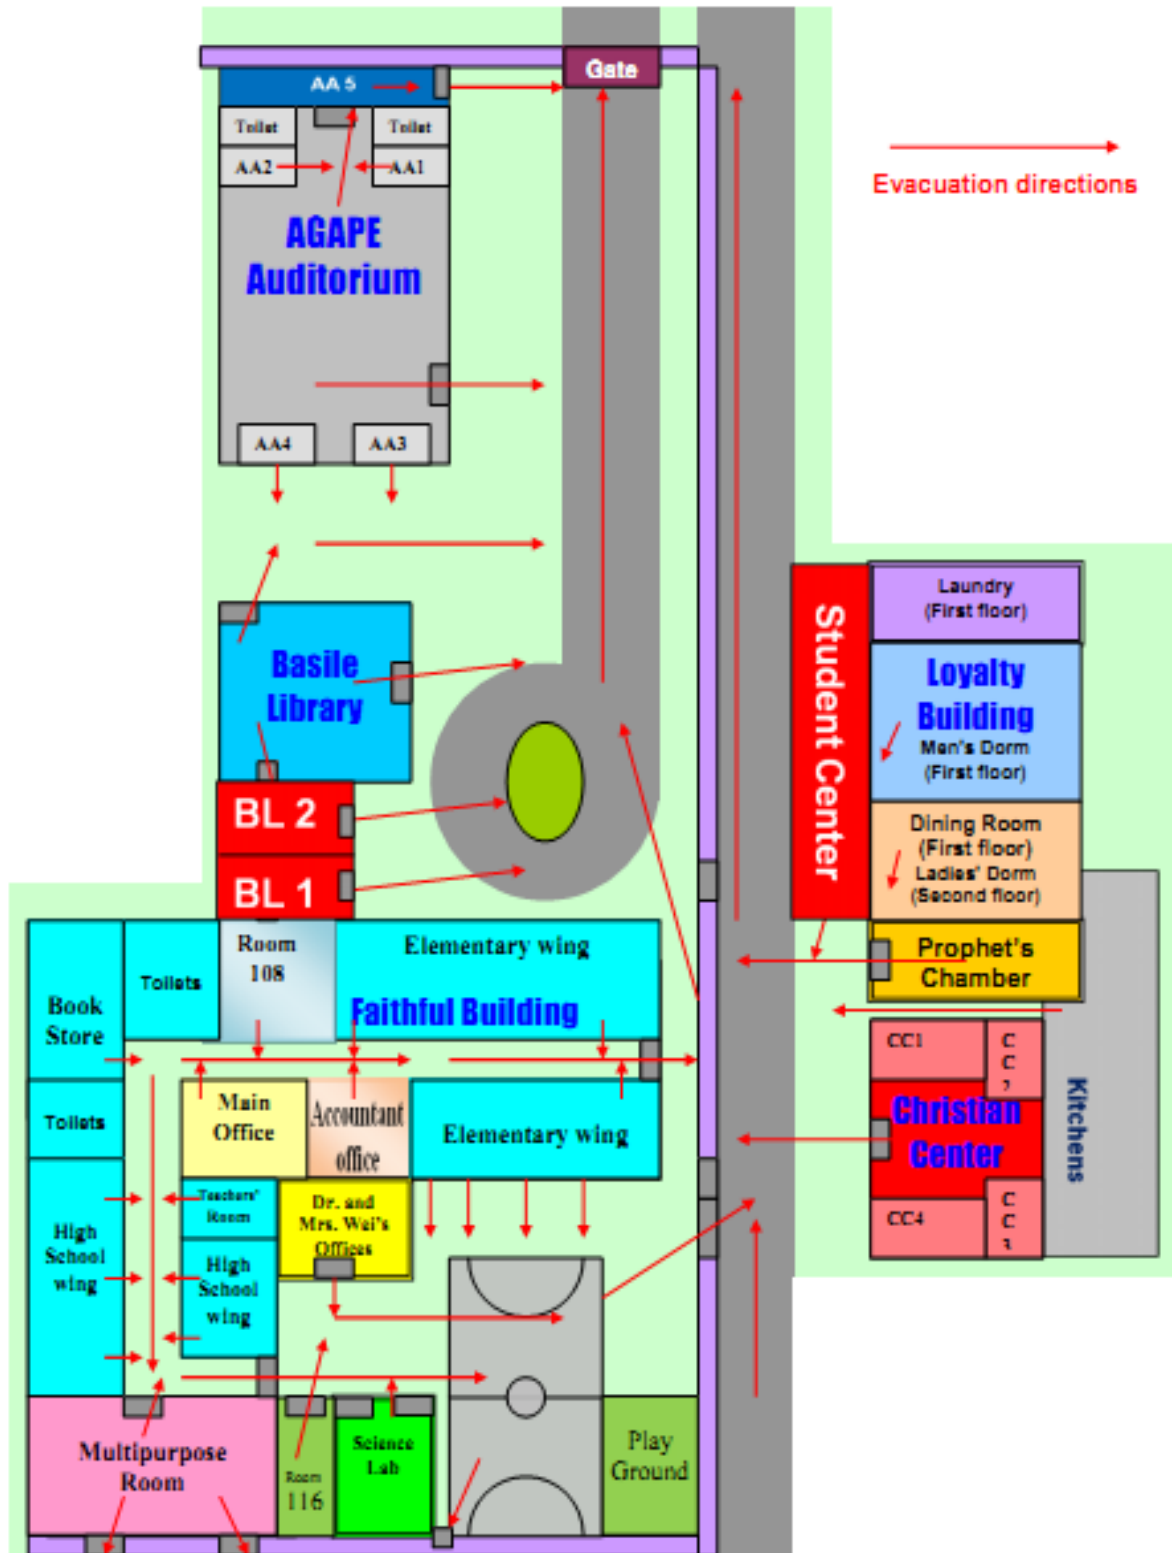 Gate
AA 5
Toilet
Toilet
AA2
AA1
AGAPE
Auditorium
AA4
AA3
Evacuation directions
Basile
Library
BL 2
BL 1
Student Center
Laundry
(First floor)
Loyalty
Building
Men's Dorm
(First floor)
Dining Room
(First floor)
Ladies' Dorm
(Second floor)
Prophet's
Chamber
Kitchens
CC1
C
C
Christian
Center
CC4
C
C
3
Book
Store
Toilets
Room
108
Elementary wing
Faithful Building
Toilets
Main
Office
Accountant
office
Elementary wing
Teachers'
Room
Dr. and
Mrs. Wei's
Offices
High
School
wing
High
School
wing
Multipurpose
Room
Room
116
Science
Lab
Play
Ground